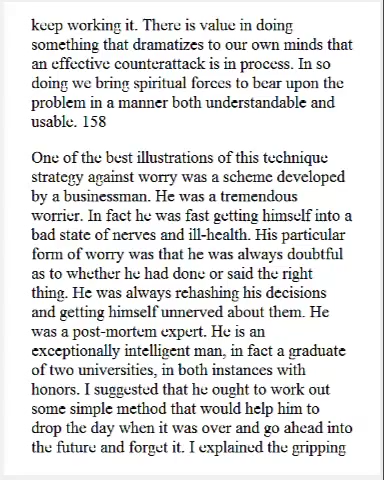 keep working it. There is value in doing
something that dramatizes to our own minds that
an effective counterattack is in process. In so
doing we bring spiritual forces to bear upon the
problem in a manner both understandable and
usable. 158
One of the best illustrations of this technique
strategy against worry was a scheme developed
by a businessman. He was a tremendous
worrier. In fact he was fast getting himself into a
bad state of nerves and ill-health. His particular
form of worry was that he was always doubtful
as to whether he had done or said the right
thing. He was always rehashing his decisions
and getting himself unnerved about them. He
was a post-mortem expert. He is an
exceptionally intelligent man, in fact a graduate
of two universities, in both instances with
honors. I suggested that he ought to work out
some simple method that would help him to
drop the day when it was over and go ahead into
the future and forget it. I explained the gripping